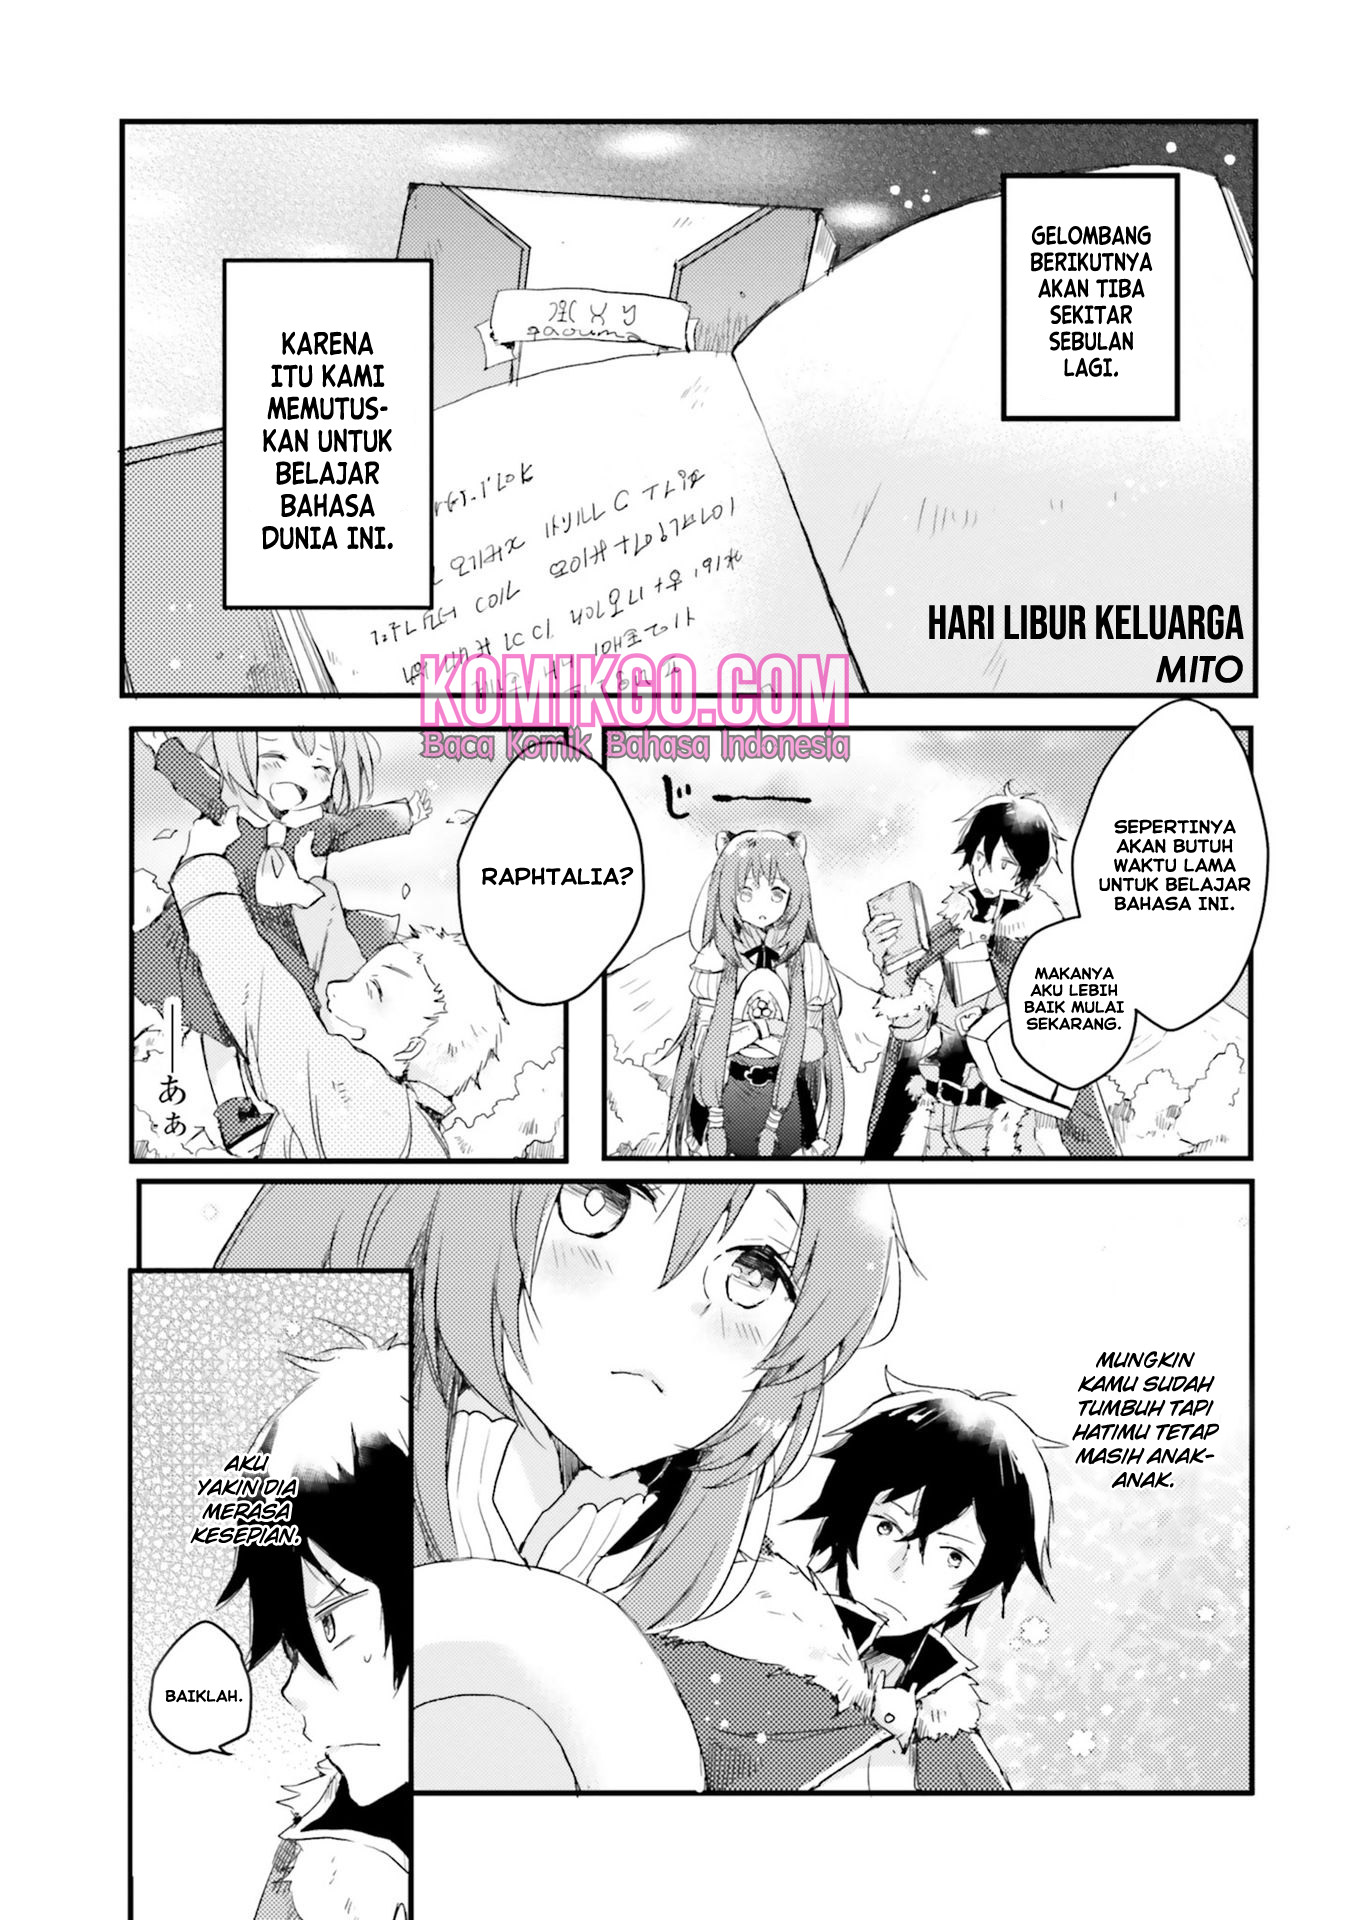 GELOMBANG
BERIKUTNYA
AKAN TIBA
SEKITAR
SEBULAN
LAGI.
KARENA
ITU KAMI
MEMUTUS-
KAN UNTUK
BELAJAR
BAHASA
DUNIA INI.
HARI LIBUR KELUARGA
MITO
KOMIKGO.COM
Baca Komik Bahasa Indonesia
SEPERTINYA
AKAN BUTUH
WAKTU LAMA
UNTUK BELAJAR
BAHASA INI.
MAKANYA
AKU LEBIH
BAIK MULAI
SEKARANG.
じーー
RAPHTALIA?
――あぁ
MUNGKIN
KAMU SUDAH
TUMBUH TAPI
HATIMU TETAP
MASIH ANAK-
ANAK.
AKU
YAKIN DIA
MERASA
KESEPIAN.
BAIKLAH.